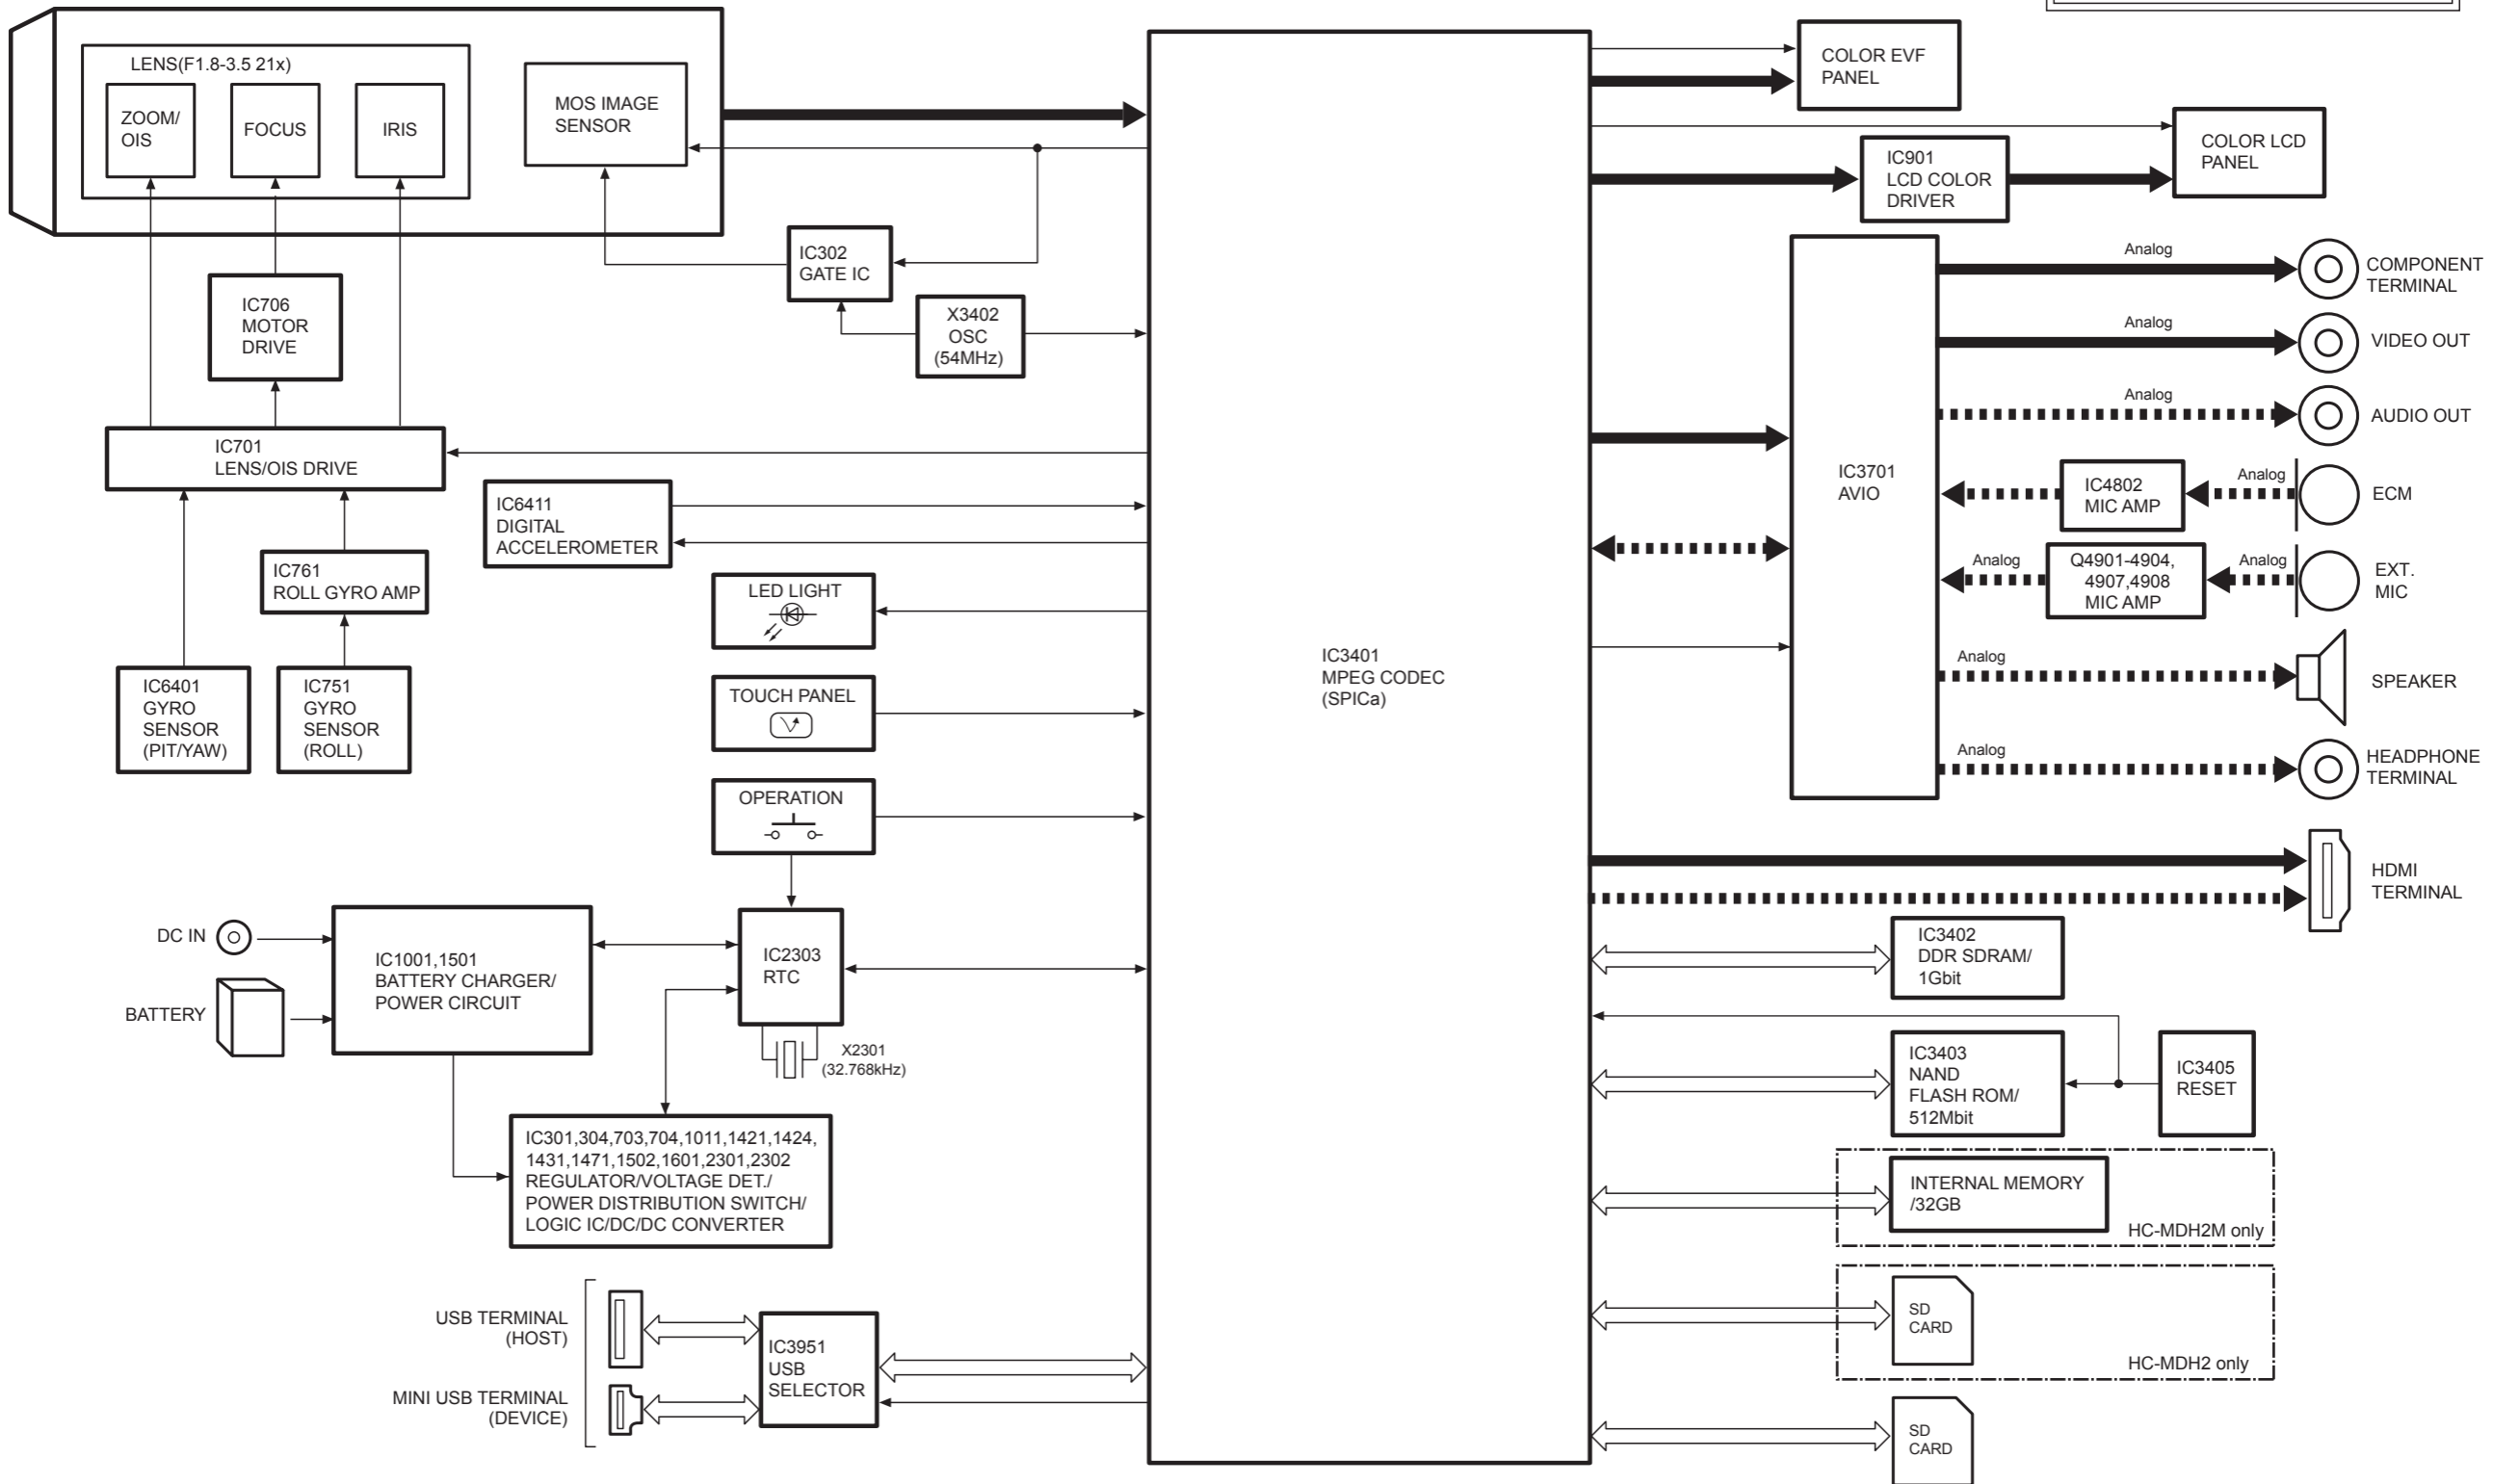 LENS(F1.8-3.5 21x)
ZOOM/
OIS
FOCUS
IRIS
MOS IMAGE
SENSOR
IC302
GATE IC
X3402
OSC
(54MHz)
IC706
MOTOR
DRIVE
IC701
LENS/OIS DRIVE
IC6411
DIGITAL
ACCELEROMETER
IC761
ROLL GYRO AMP
IC6401
GYRO
SENSOR
(PIT/YAW)
IC751
GYRO
SENSOR
(ROLL)
LED LIGHT
TOUCH PANEL
OPERATION
DC IN
BATTERY
IC1001,1501
BATTERY CHARGER/
POWER CIRCUIT
IC2303
RTC
X2301
(32.768kHz)
IC301,304,703,704,1011,1421,1424,
1431,1471,1502,1601,2301,2302
REGULATOR/VOLTAGE DET./
POWER DISTRIBUTION SWITCH/
LOGIC IC/DC/DC CONVERTER
USB TERMINAL
(HOST)
MINI USB TERMINAL
(DEVICE)
IC3951
USB
SELECTOR
IC3401
MPEG CODEC
(SPICa)
COLOR EVF
PANEL
IC901
LCD COLOR
DRIVER
COLOR LCD
PANEL
IC3701
AVIO
Analog
COMPONENT
TERMINAL
Analog
VIDEO OUT
Analog
AUDIO OUT
IC4802
MIC AMP
Analog
ECM
Analog
Q4901-4904,
4907,4908
MIC AMP
Analog
EXT.
MIC
Analog
SPEAKER
Analog
HEADPHONE
TERMINAL
HDMI
TERMINAL
IC3402
DDR SDRAM/
1Gbit
IC3403
NAND
FLASH ROM/
512Mbit
IC3405
RESET
INTERNAL MEMORY
/32GB
HC-MDH2M only
SD
CARD
HC-MDH2 only
SD
CARD